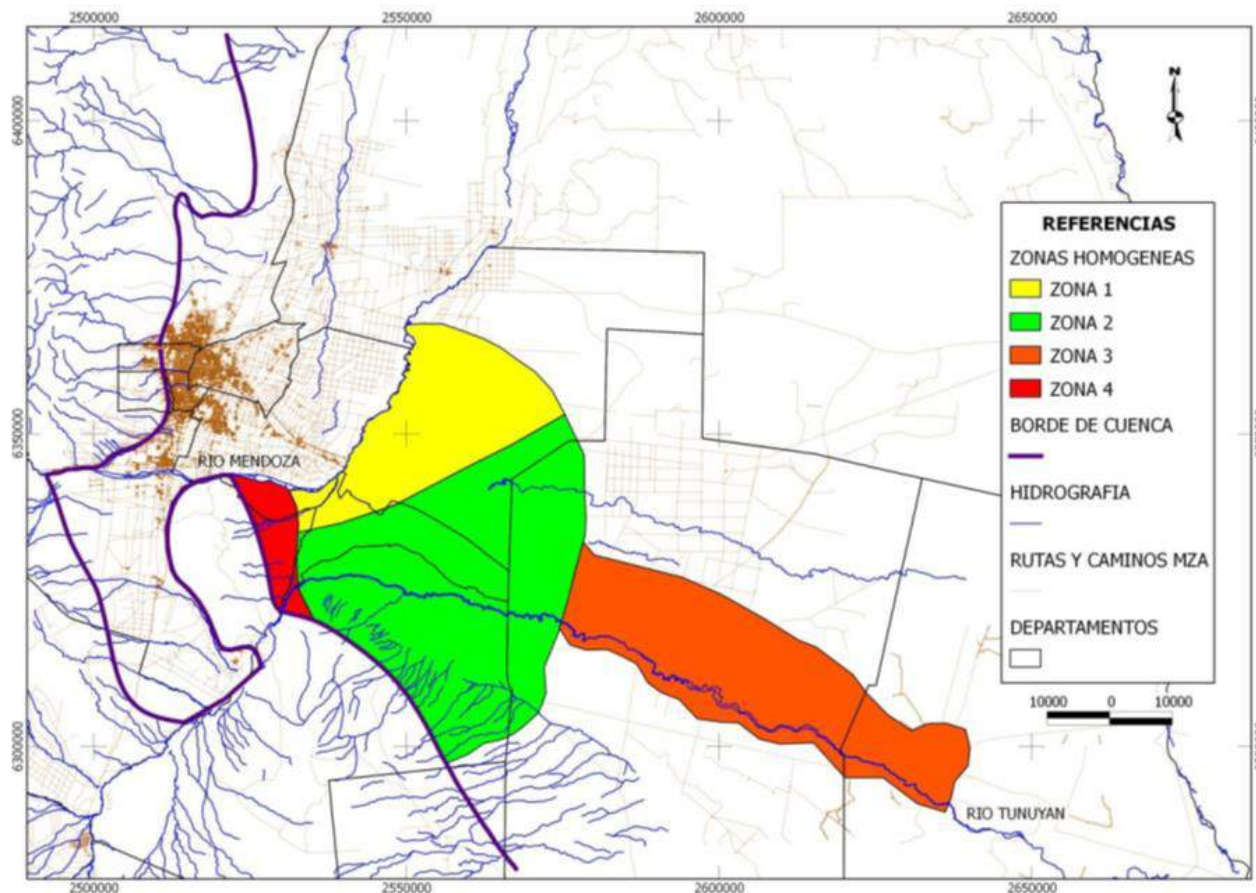 2500000 2550000 2600000 2650000
6400000
6350000
6300000
N
RIO MENDOZA
RIO TUNUYAN
REFERENCIAS
ZONAS HOMOGENEAS
ZONA 1
ZONA 2
ZONA 3
ZONA 4
BORDE DE CUENCA
HIDROGRAFIA
RUTAS Y CAMINOS MZA
DEPARTAMENTOS
10000 0 10000
2500000 2550000 2600000 2650000